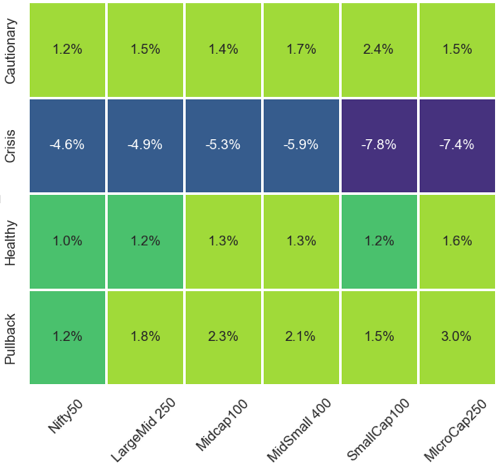 Cautionary 1.2% 1.5% 1.4% 1.7% 2.4% 1.5%
Crisis -4.6% -4.9% -5.3% -5.9% -7.8% -7.4%
Healthy 1.0% 1.2% 1.3% 1.3% 1.2% 1.6%
Pullback 1.2% 1.8% 2.3% 2.1% 1.5% 3.0%
Nifty50 LargeMid 250 Midcap100 MidSmall 400 SmallCap100 MIcroCap250